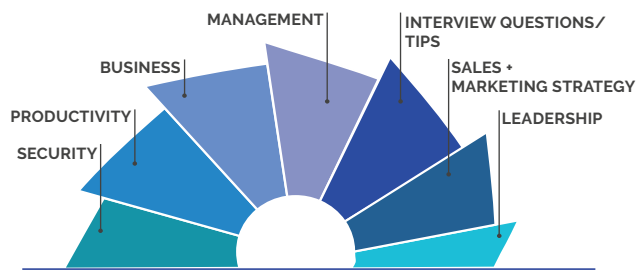 MANAGEMENT
INTERVIEW QUESTIONS/
TIPS
BUSINESS
SALES +
MARKETING STRATEGY
PRODUCTIVITY
LEADERSHIP
SECURITY